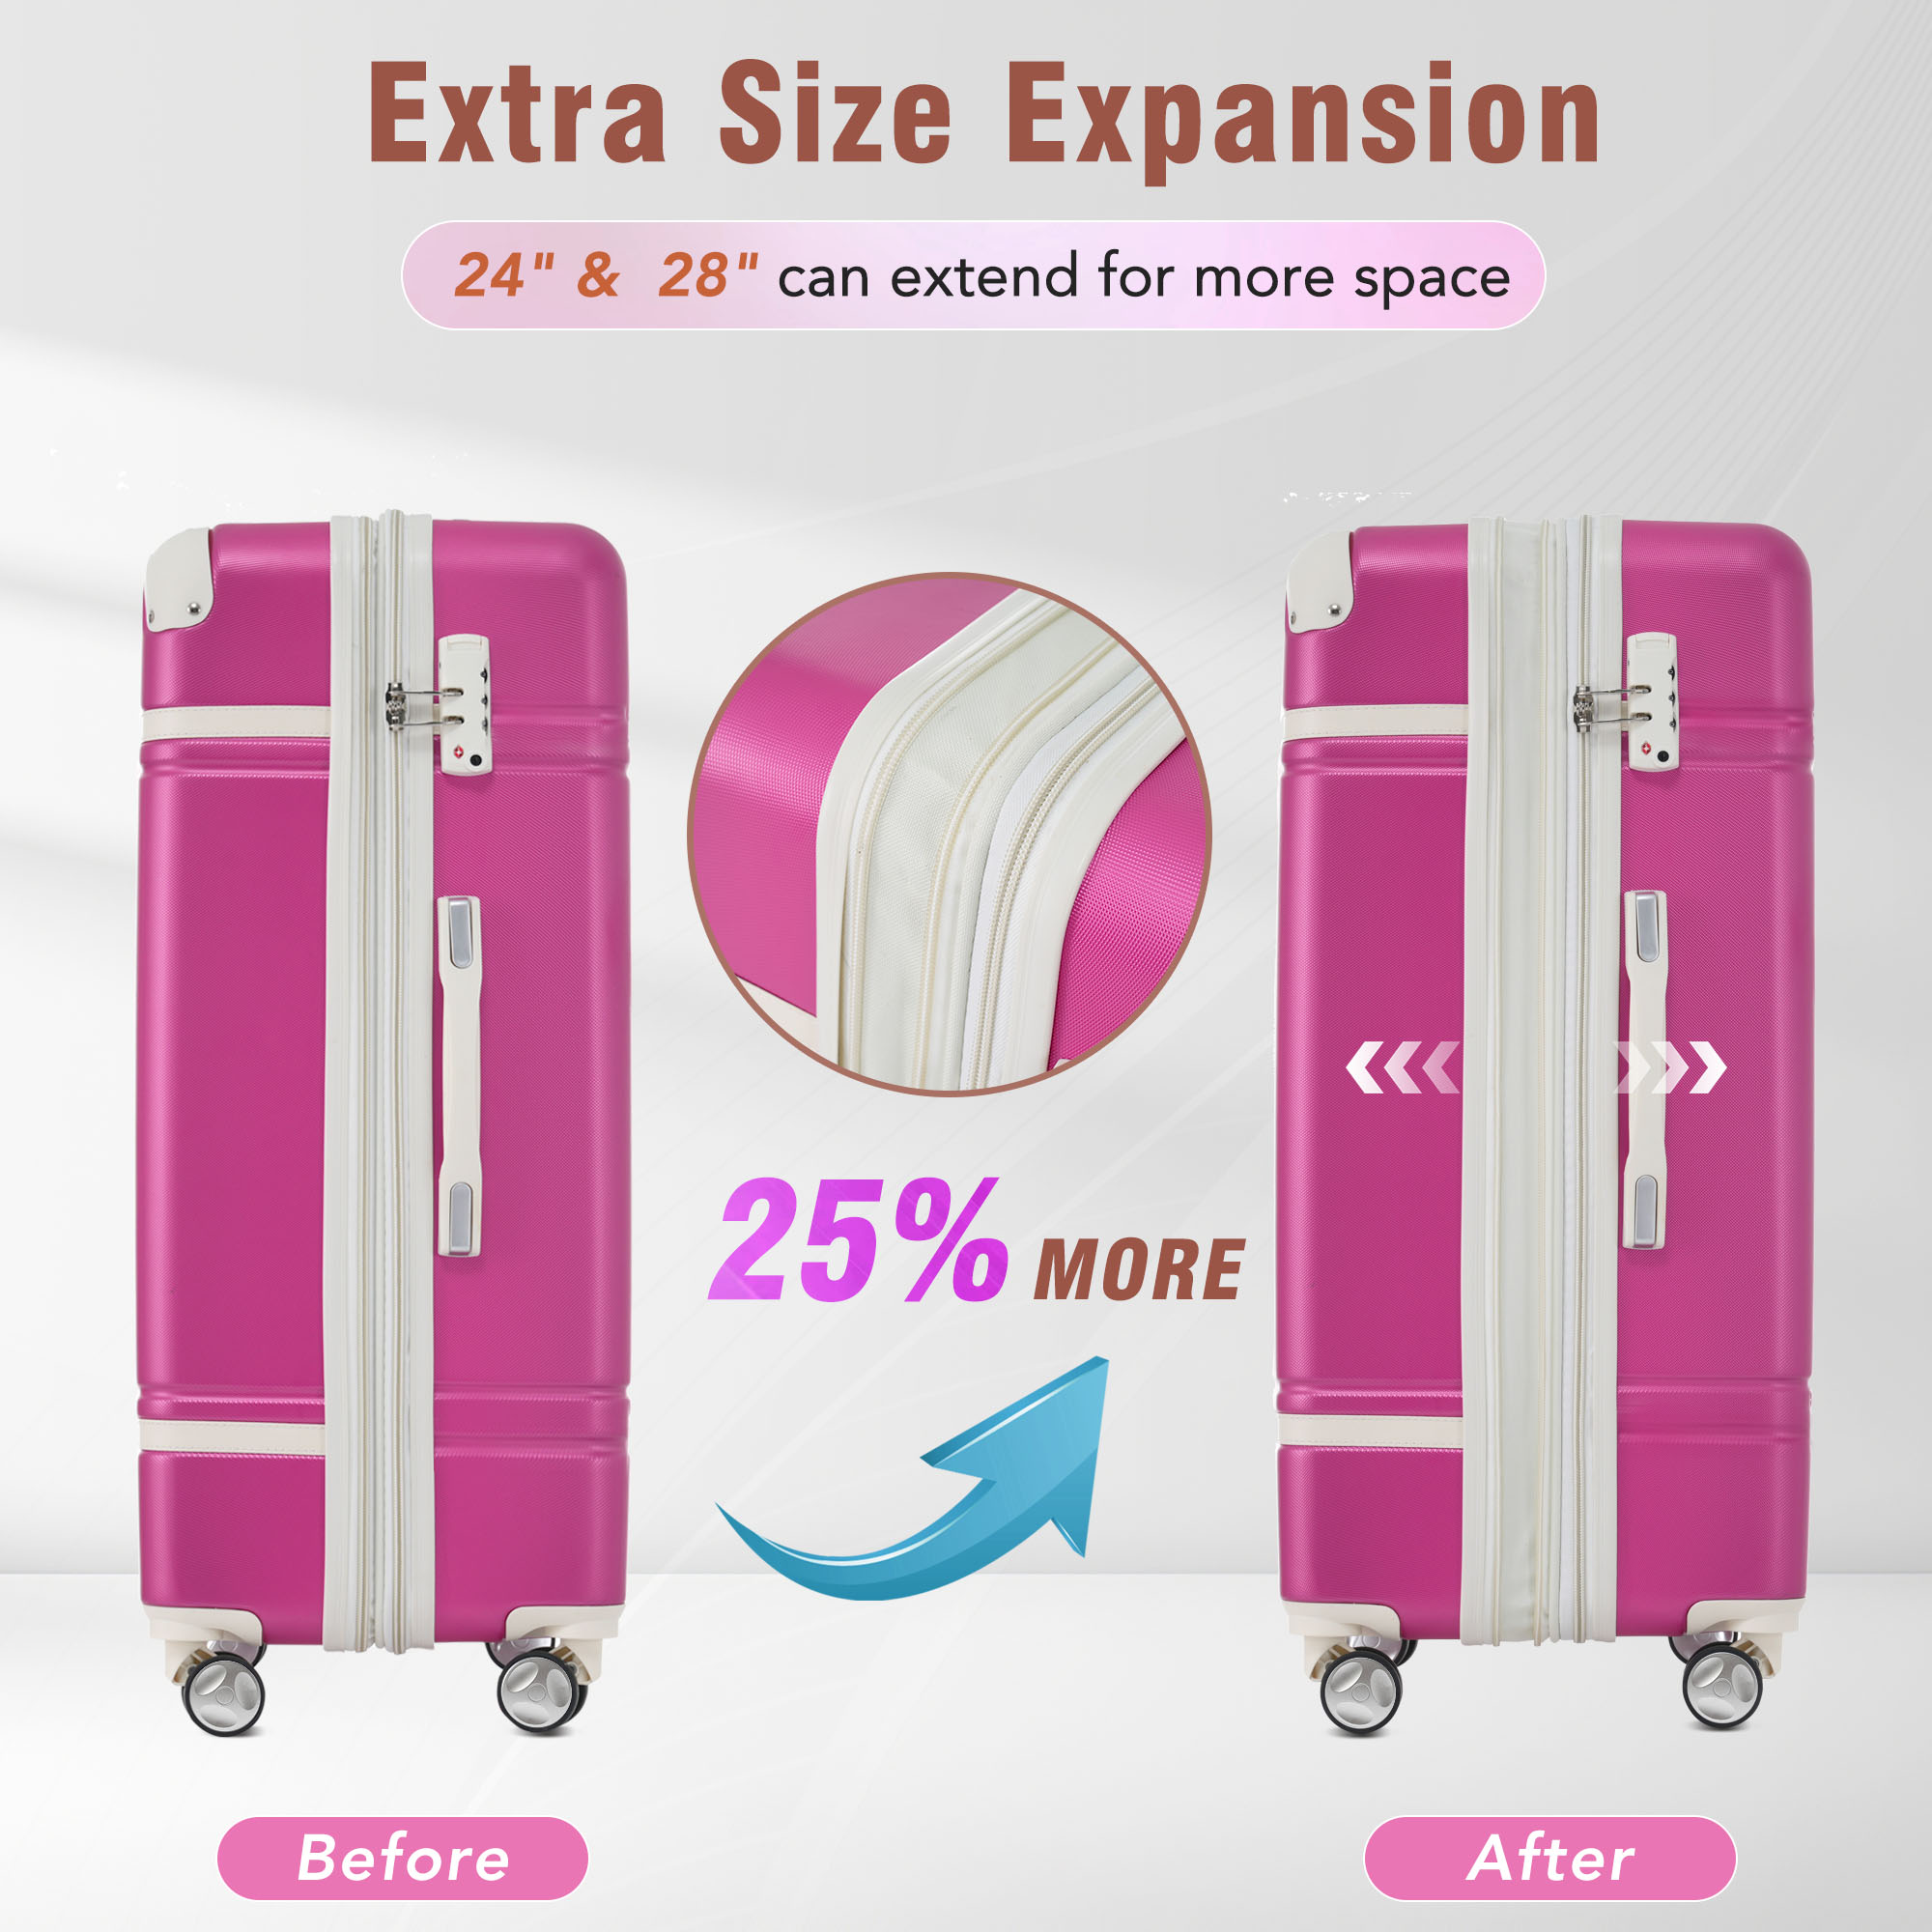 Extra Size Expansion
24" & 28" can extend for more space
25% MORE
Before
After